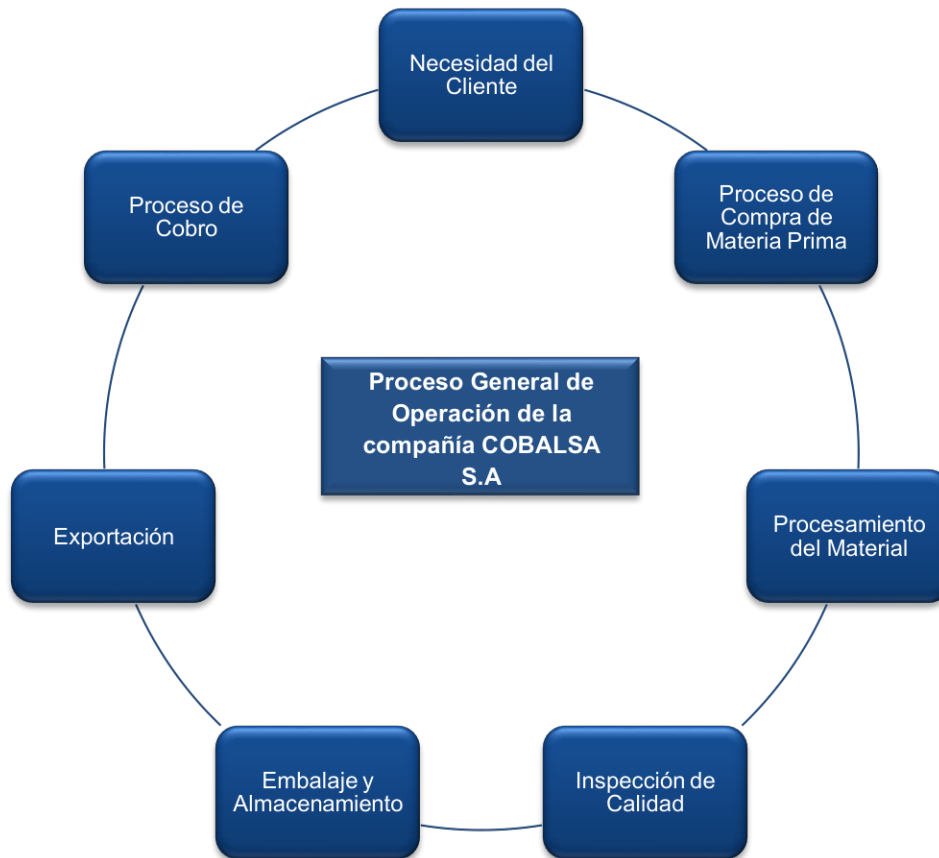 Necesidad del
Cliente
Proceso de
Compra de
Materia Prima
Procesamiento
del Material
Inspección de
Calidad
Embalaje y
Almacenamiento
Exportación
Proceso de
Cobro
Proceso General de
Operación de la
compañía COBALSA
S.A